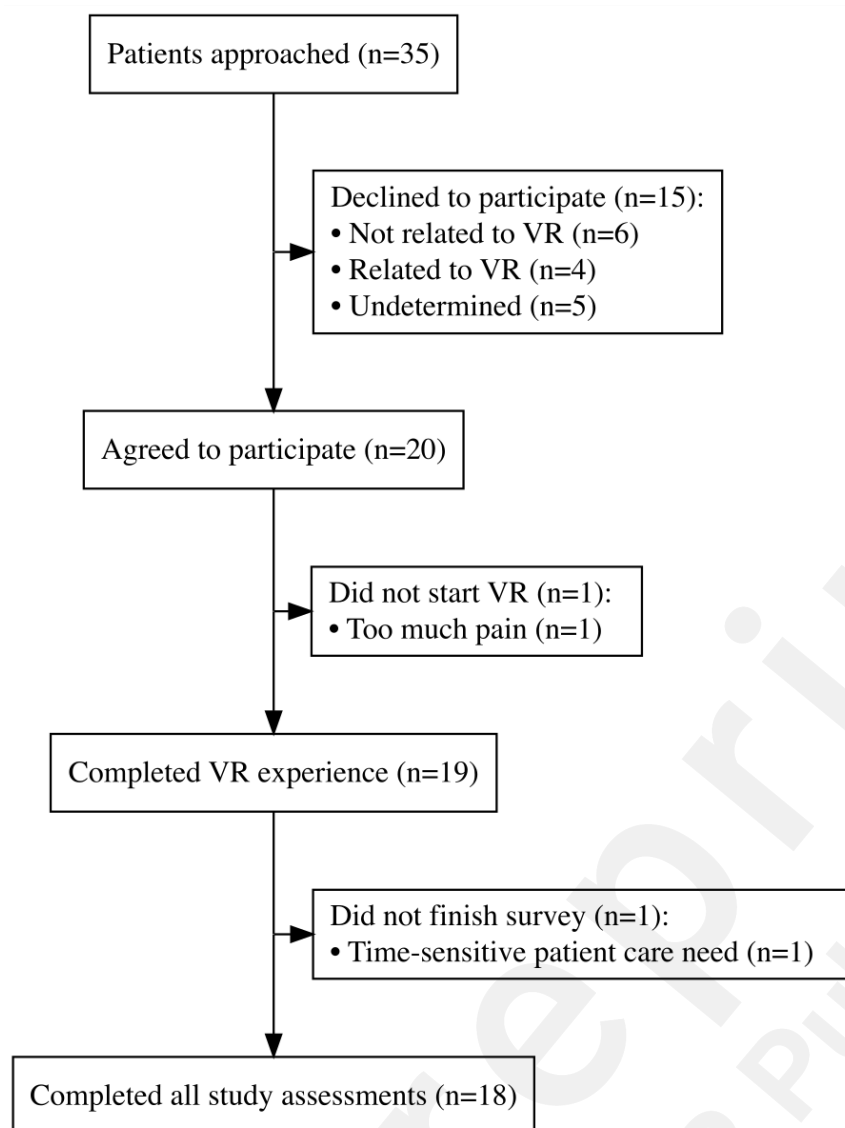 Patients approached (n=35)
Declined to participate (n=15):
• Not related to VR (n=6)
• Related to VR (n=4)
• Undetermined (n=5)
Agreed to participate (n=20)
Did not start VR (n=1):
• Too much pain (n=1)
Completed VR experience (n=19)
Did not finish survey (n=1):
• Time-sensitive patient care need (n=1)
Completed all study assessments (n=18)